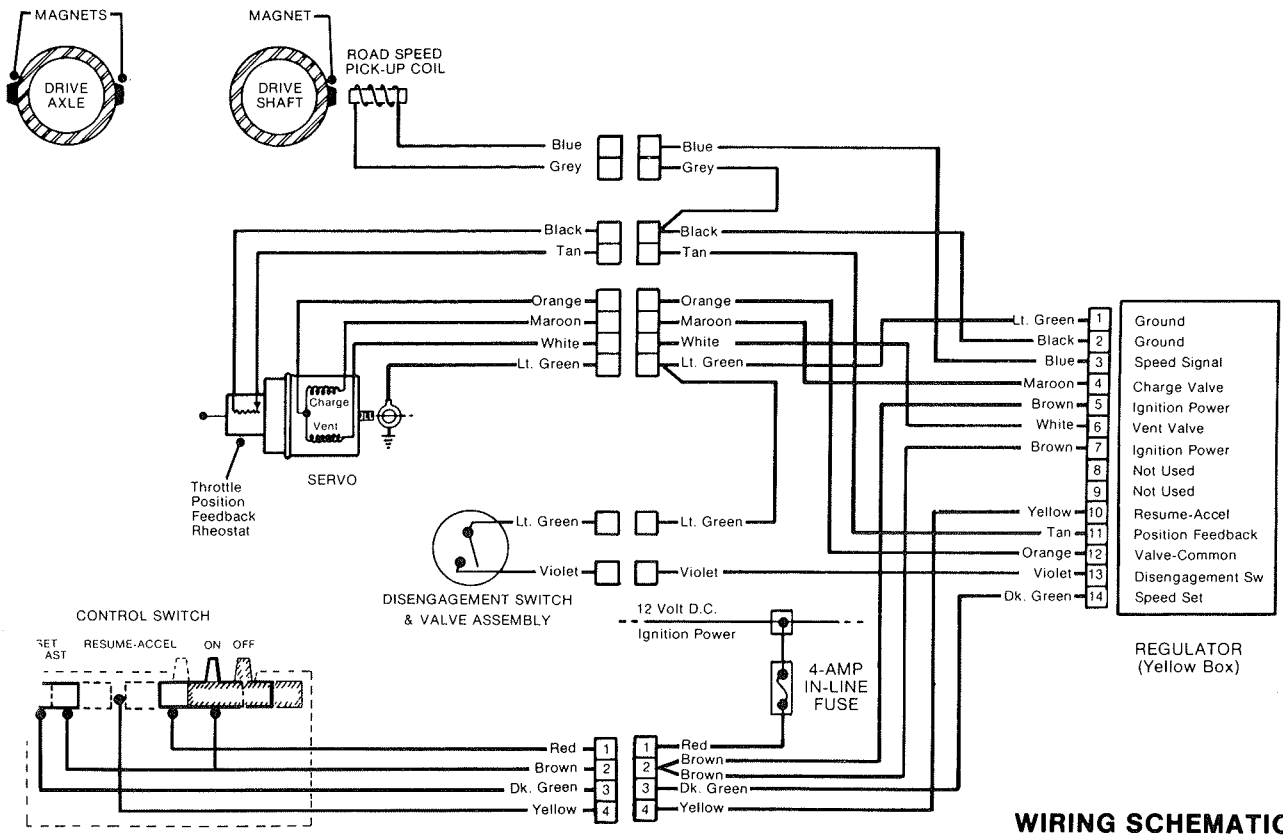 MAGNETS
MAGNET
ROAD SPEED
PICK-UP COIL
DRIVE
AXLE
DRIVE
SHAFT
Blue
Blue
Grey
Grey
Black
Black
Tan
Tan
Orange
Orange
Maroon
Maroon
White
White
Lt. Green
Lt. Green
Charge
Vent
SERVO
Throttle
Position
Feedback
Rheostat
Lt. Green 1 Ground
Black 2 Ground
Blue 3 Speed Signal
Maroon 4 Charge Valve
Brown 5 Ignition Power
White 6 Vent Valve
Brown 7 Ignition Power
8 Not Used
9 Not Used
Yellow 10 Resume-Accel
Tan 11 Position Feedback
Orange 12 Valve-Common
Violet 13 Disengagement Sw
Dk. Green 14 Speed Set
REGULATOR
(Yellow Box)
Lt. Green
Lt. Green
Violet
Violet
DISENGAGEMENT SWITCH
& VALVE ASSEMBLY
12 Volt D.C.
Ignition Power
4-AMP
IN-LINE
FUSE
CONTROL SWITCH
RESUME-ACCEL
ON
OFF
AST
Red 1
1 Red
Brown 2
2 Brown
Brown
Dk. Green 3
3 Dk. Green
Yellow 4
4 Yellow
WIRING SCHEMATIC